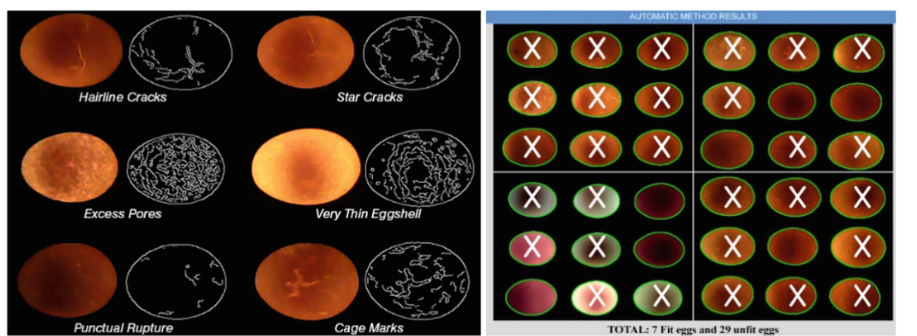 AUTOMATIC METHOD RESULTS
Hairline Cracks
Star Cracks
Excess Pores
Very Thin Eggshell
Punctual Rupture
Cage Marks
X X X X X X
X X X X
X X X X X
X X X X X
X X X X
X X X X X
TOTAL: 7 Fit eggs and 29 unfit eggs